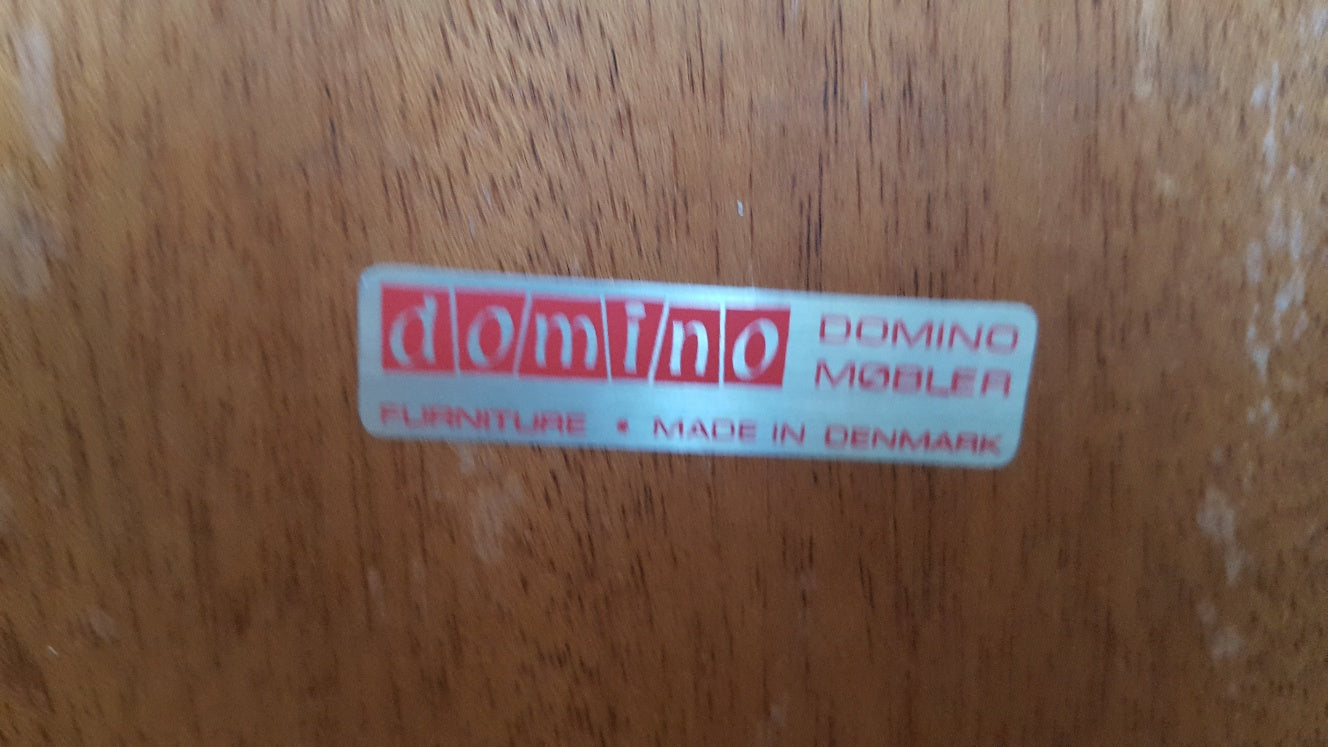 domino
DOMINO
MØBLER
FURNITURE • MADE IN DENMARK